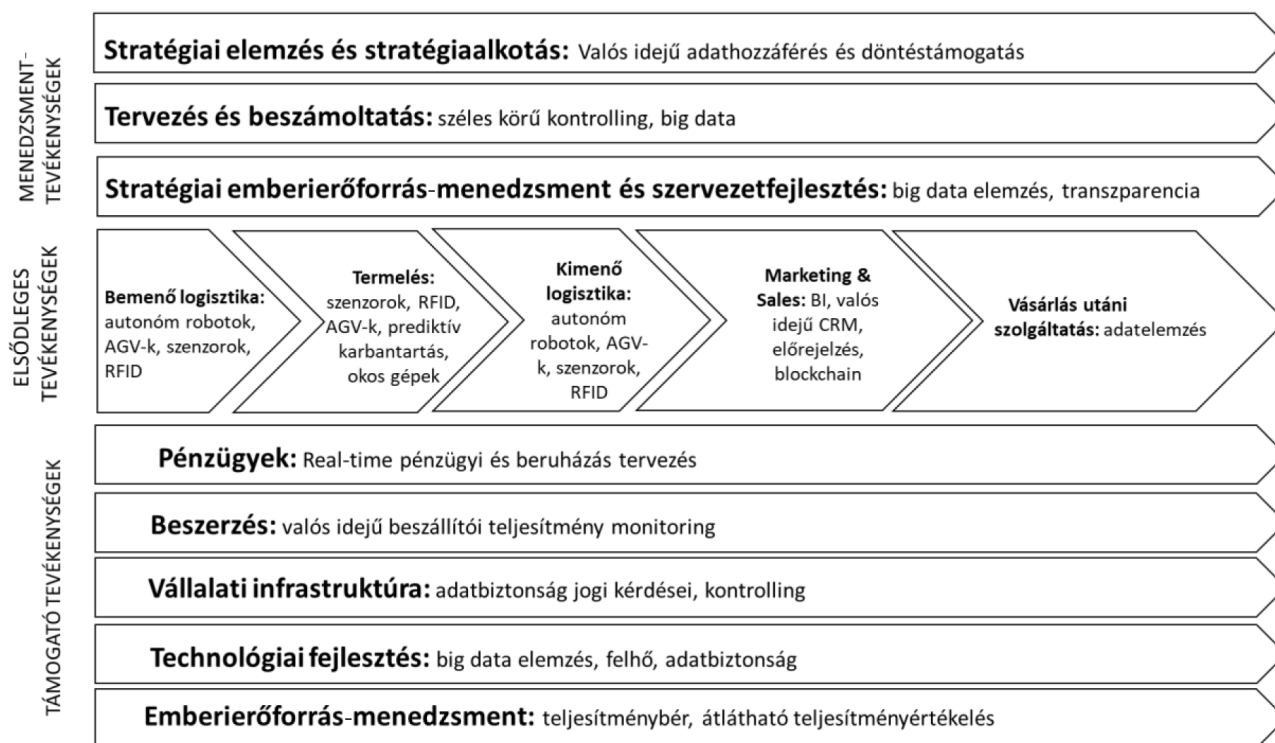 MENEDZSMENT-
TEVÉKENYSÉGEK
Stratégiai elemzés és stratégiaalkotás: Valós idejű adathozzáférés és döntéstámogatás
Tervezés és beszámoltatás: széles körű kontrolling, big data
Stratégiai emberierőforrás-menedzsment és szervezetfejlesztés: big data elemzés, transzparencia
ELSŐDLEGES
TEVÉKENYSÉGEK
Bemenő logisztika:
autonóm robotok,
AGV-k, szenzorok,
RFID
Termelés:
szenzorok, RFID,
AGV-k, prediktív
karbantartás,
okos gépek
Kimenő
logisztika:
autonóm
robotok, AGV-
k, szenzorok,
RFID
Marketing &
Sales: BI, valós
idejű CRM,
előrejelzés,
blockchain
Vásárlás utáni
szolgáltatás: adatelemzés
TÁMOGATÓ TEVÉKENYSÉGEK
Pénzügyek: Real-time pénzügyi és beruházás tervezés
Beszerzés: valós idejű beszállítói teljesítmény monitoring
Vállalati infrastruktúra: adatbiztonság jogi kérdései, kontrolling
Technológiai fejlesztés: big data elemzés, felhő, adatbiztonság
Emberierőforrás-menedzsment: teljesítménybér, átlátható teljesítményértékelés